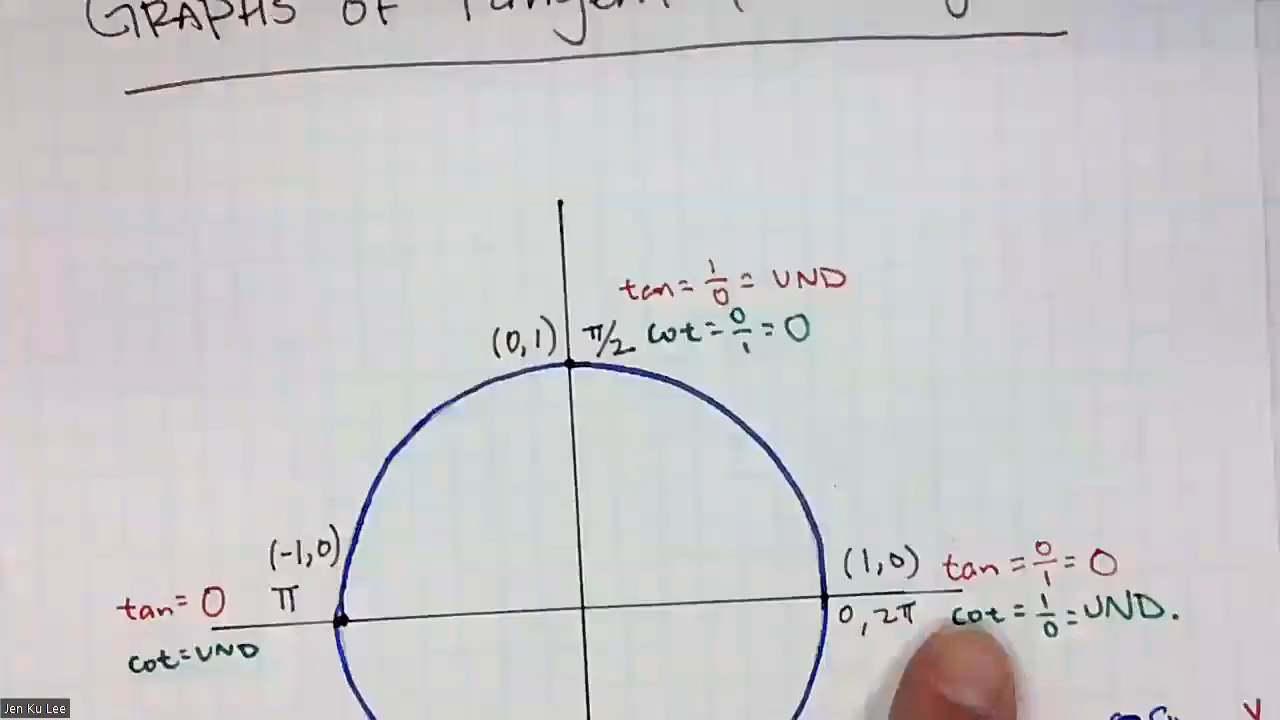 GRAPHS OF Tangent
tan = 1/0 = UND
(0,1) π/2 cot = 0/1 = 0
(-1,0)
tan = 0 π
cot = UND
(1,0) tan = 0/1 = 0
0, 2π cot = 1/0 = UND.
Jen Ku Lee